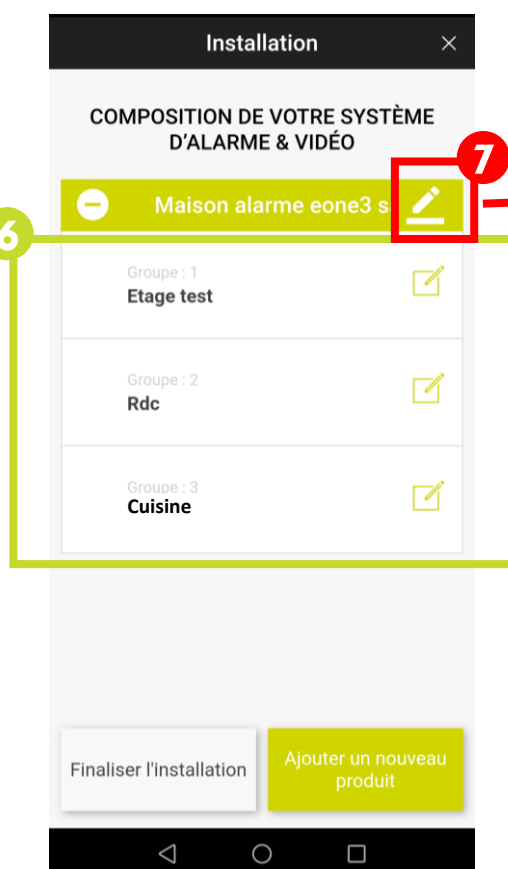 Installation
COMPOSITION DE VOTRE SYSTÈME
D'ALARME & VIDÉO
7
Maison alarme eone3 s
6
Groupe : 1
Etage test
Groupe : 2
Rdc
Groupe : 3
Cuisine
Finaliser l'installation
Ajouter un nouveau
produit